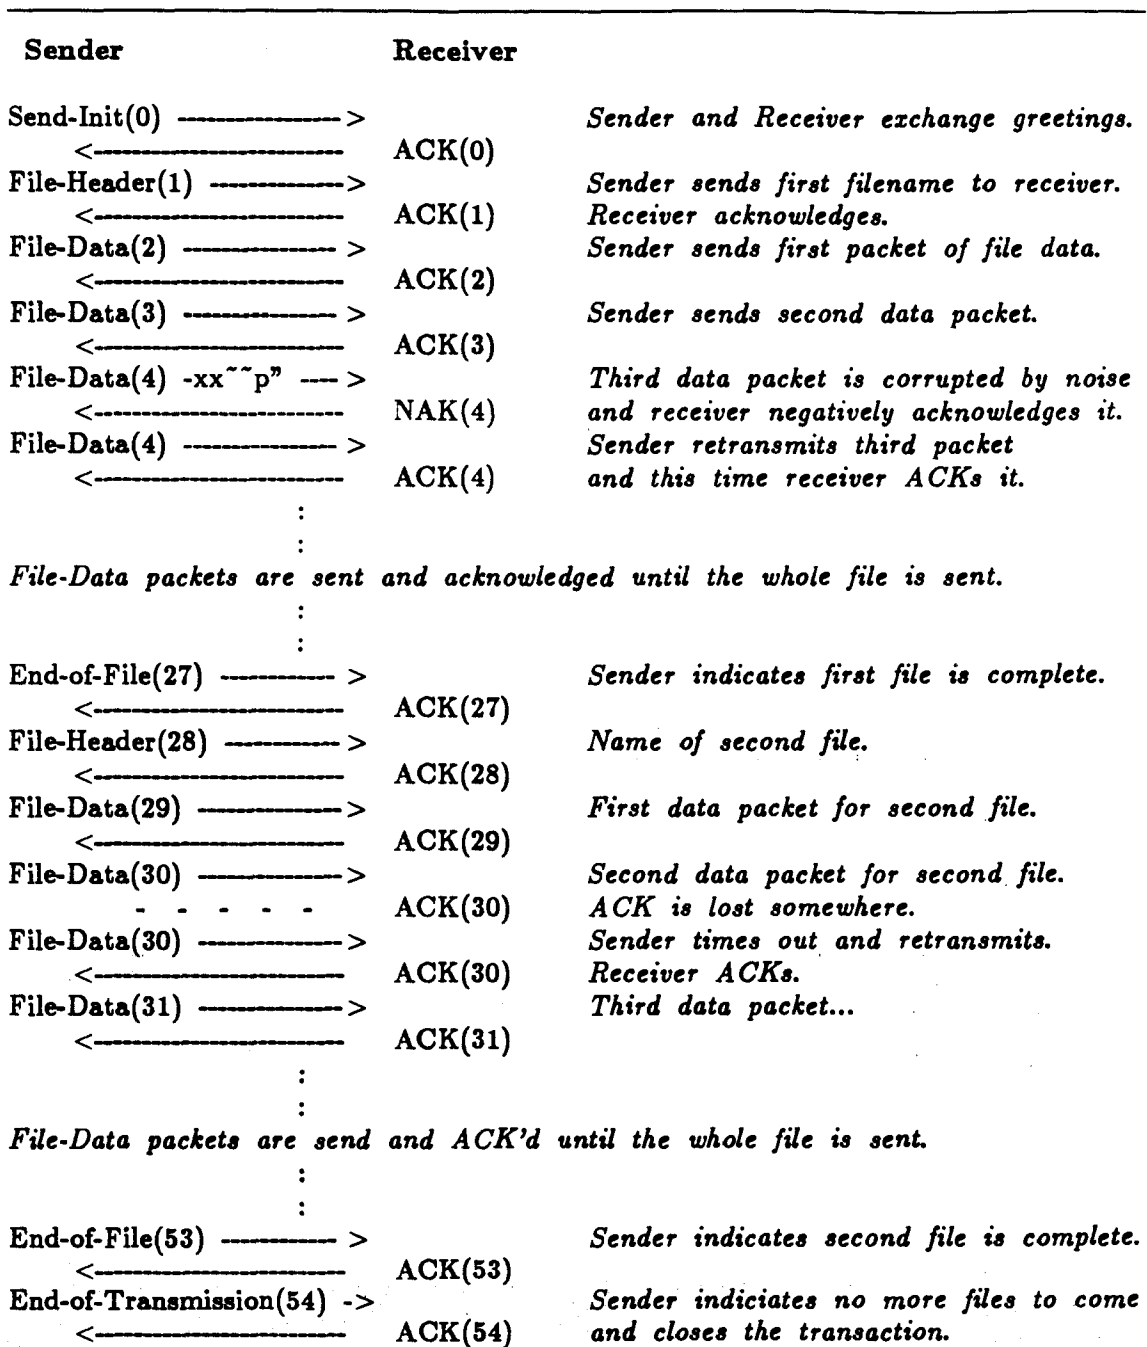 Sender Receiver
Send-Init(0) -------------- > Sender and Receiver exchange greetings.
<---------------------- ACK(0)
File-Header(1) ------------> Sender sends first filename to receiver.
<---------------------- ACK(1) Receiver acknowledges.
File-Data(2) ------------- > Sender sends first packet of file data.
<---------------------- ACK(2)
File-Data(3) ------------- > Sender sends second data packet.
<---------------------- ACK(3)
File-Data(4) -xx~~p" ---- > Third data packet is corrupted by noise
<---------------------- NAK(4) and receiver negatively acknowledges it.
File-Data(4) ------------- > Sender retransmits third packet
<---------------------- ACK(4) and this time receiver ACKs it.
:
:
File-Data packets are sent and acknowledged until the whole file is sent.
:
:
End-of-File(27) ---------- > Sender indicates first file is complete.
<---------------------- ACK(27)
File-Header(28) ----------> Name of second file.
<---------------------- ACK(28)
File-Data(29) ------------> First data packet for second file.
<---------------------- ACK(29)
File-Data(30) ------------> Second data packet for second file.
- - - - - ACK(30) ACK is lost somewhere.
File-Data(30) ------------> Sender times out and retransmits.
<---------------------- ACK(30) Receiver ACKs.
File-Data(31) ------------> Third data packet...
<---------------------- ACK(31)
:
:
File-Data packets are send and ACK'd until the whole file is sent.
:
:
End-of-File(53) ---------- > Sender indicates second file is complete.
<---------------------- ACK(53)
End-of-Transmission(54) -> Sender indiciates no more files to come
<---------------------- ACK(54) and closes the transaction.